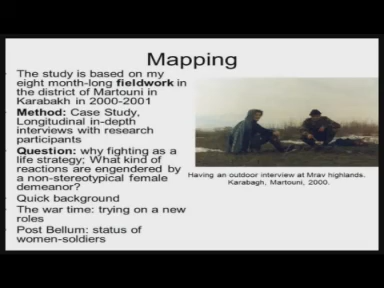 Mapping
The study is based on my
eight month-long fieldwork in
the district of Martouni in
Karabakh in 2000-2001
Method: Case Study,
Longitudinal in-depth
interviews with research
participants
Question: why fighting as a
life strategy; What kind of
reactions are engendered by
a non-stereotypical female
demeanor?
Quick background
The war time: trying on a new
roles
Post Bellum: status of
women-soldiers
Having an outdoor interview at Mrav highlands.
Karabagh, Martouni, 2000.